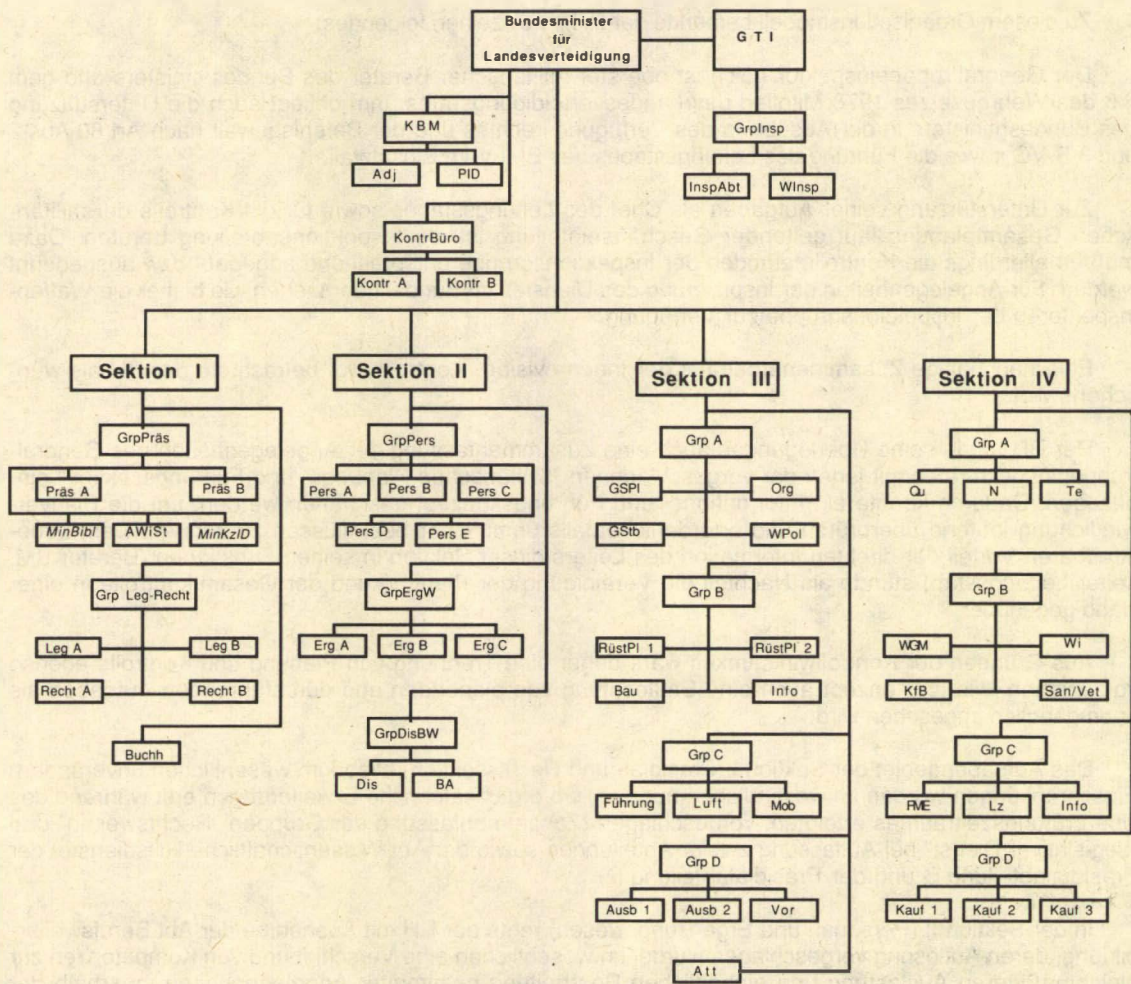 Bundesminister
für
Landesverteidigung
GTI
KBM
GrpInsp
Adj
PID
InspAbt
WInsp
KontrBüro
Kontr A
Kontr B
Sektion I
Sektion II
Sektion III
Sektion IV
GrpPräs
GrpPers
Grp A
Grp A
Präs A
Präs B
Pers A
Pers B
Pers C
GSPl
Org
Qu
N
Te
MinBibl
AWiSt
MinKzlD
Pers D
Pers E
GStb
WPol
Grp Leg-Recht
GrpErgW
Grp B
Grp B
Leg A
Leg B
Erg A
Erg B
Erg C
RüstPl 1
RüstPl 2
WGM
Wi
Recht A
Recht B
Bau
Info
KfB
San/Vet
Buchh
GrpDisBW
Grp C
Grp C
Dis
BA
Führung
Luft
Mob
FME
Lz
Info
Grp D
Grp D
Ausb 1
Ausb 2
Vor
Kauf 1
Kauf 2
Kauf 3
Att